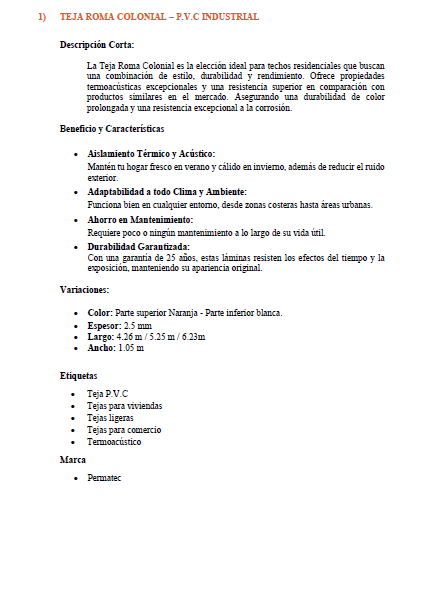 1) TEJA ROMA COLONIAL – P.V.C INDUSTRIAL
Descripción Corta:
La Teja Roma Colonial es la elección ideal para techos residenciales que buscan
una combinación de estilo, durabilidad y rendimiento. Ofrece propiedades
termoacústicas excepcionales y una resistencia superior en comparación con
productos similares en el mercado. Asegurando una durabilidad de color
prolongada y una resistencia excepcional a la corrosión.
Beneficio y Características
• Aislamiento Térmico y Acústico:
Mantén tu hogar fresco en verano y cálido en invierno, además de reducir el ruido
exterior.
• Adaptabilidad a todo Clima y Ambiente:
Funciona bien en cualquier entorno, desde zonas costeras hasta áreas urbanas.
• Ahorro en Mantenimiento:
Requiere poco o ningún mantenimiento a lo largo de su vida útil.
• Durabilidad Garantizada:
Con una garantía de 25 años, estas láminas resisten los efectos del tiempo y la
exposición, manteniendo su apariencia original.
Variaciones:
• Color: Parte superior Naranja - Parte inferior blanca.
• Espesor: 2.5 mm
• Largo: 4.26 m / 5.25 m / 6.23m
• Ancho: 1.05 m
Etiquetas
• Teja P.V.C
• Tejas para viviendas
• Tejas ligeras
• Tejas para comercio
• Termoacústico
Marca
• Permatec